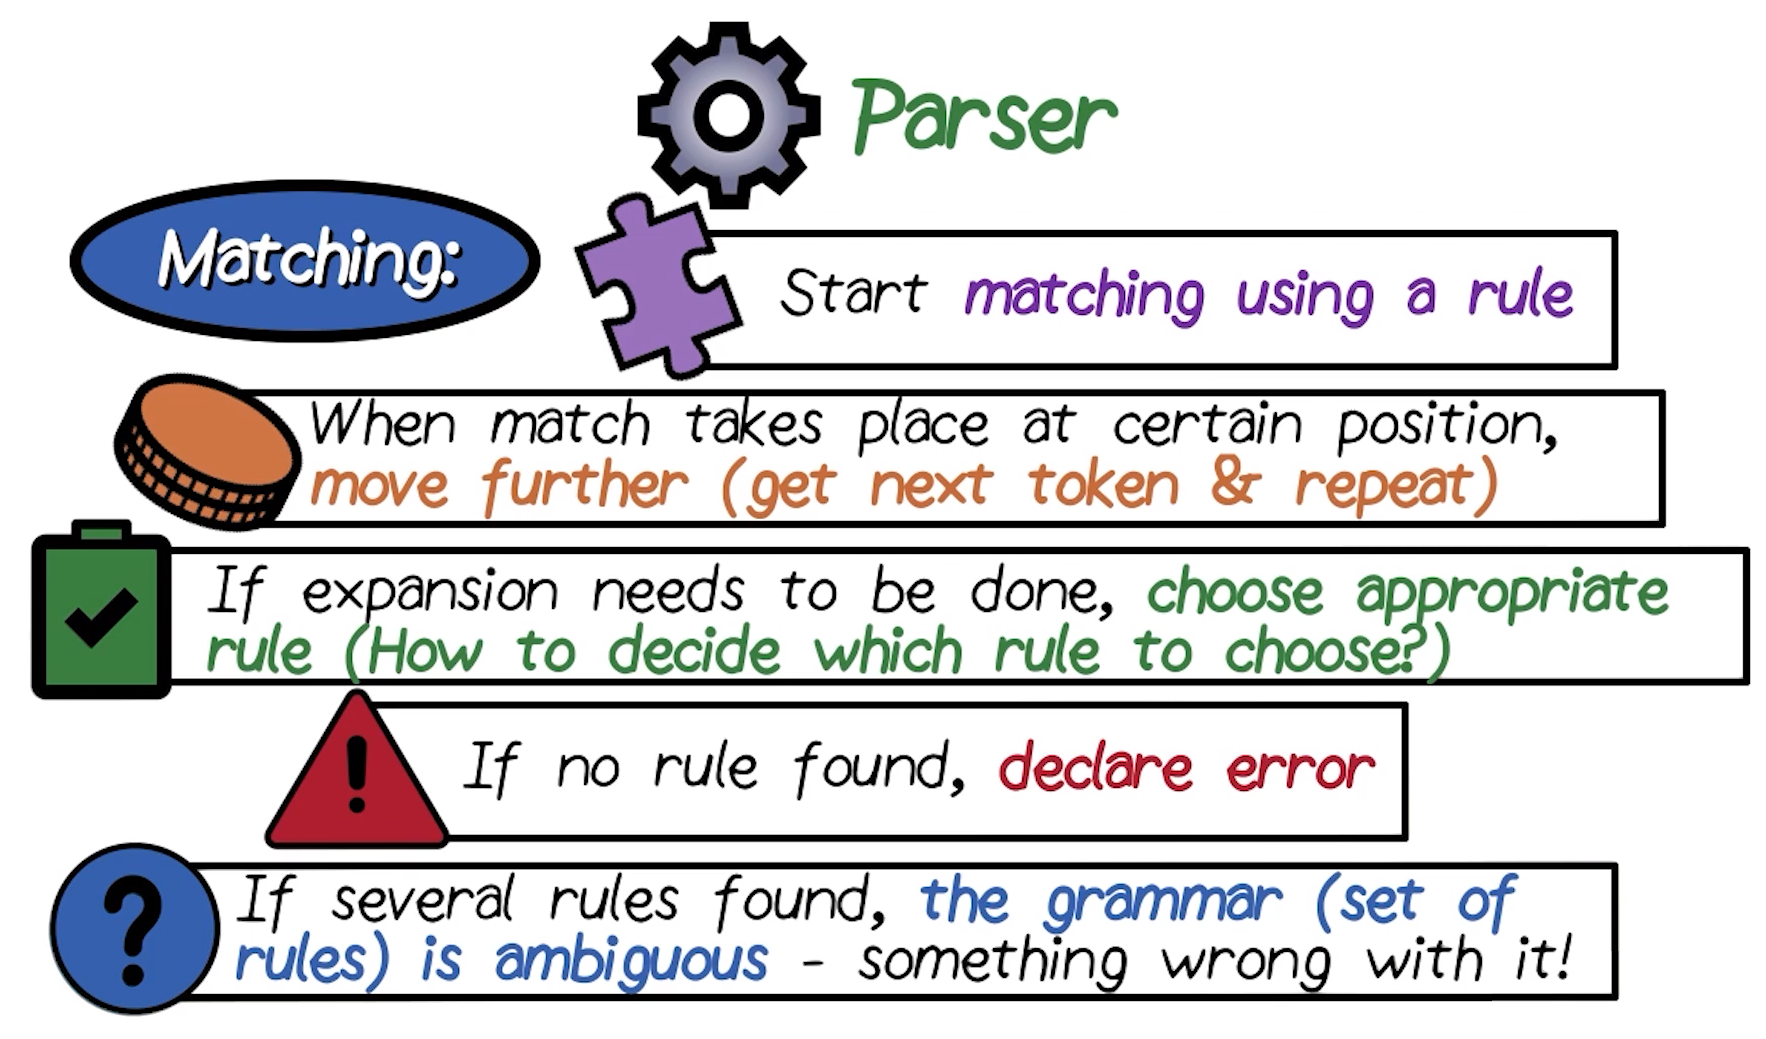 Parser
Matching:
Start matching using a rule
When match takes place at certain position,
move further (get next token & repeat)
If expansion needs to be done, choose appropriate
rule (How to decide which rule to choose?)
If no rule found, declare error
If several rules found, the grammar (set of
rules) is ambiguous - something wrong with it!